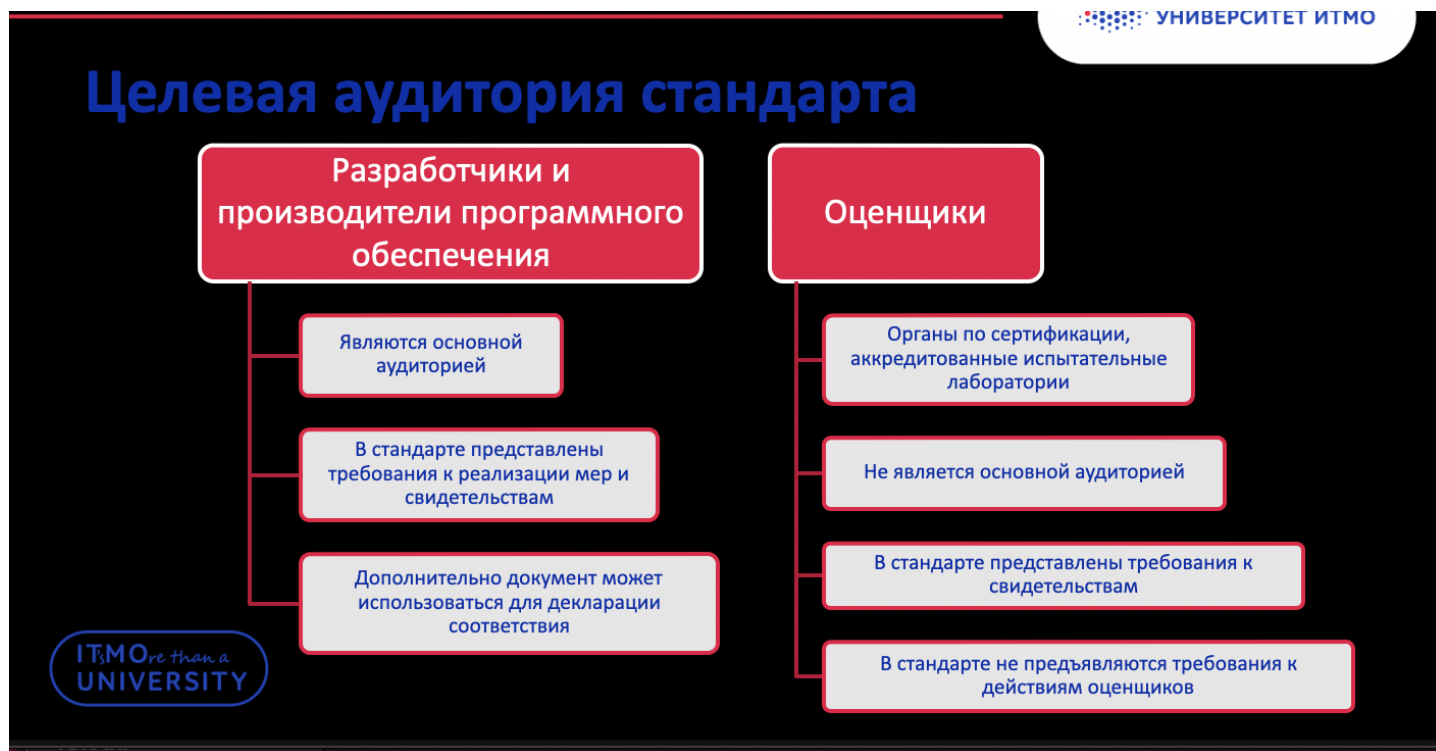 УНИВЕРСИТЕТ ИТМО
Целевая аудитория стандарта
Разработчики и
производители программного
обеспечения
Являются основной
аудиторией
В стандарте представлены
требования к реализации мер и
свидетельствам
Дополнительно документ может
использоваться для декларации
соответствия
Оценщики
Органы по сертификации,
аккредитованные испытательные
лаборатории
Не является основной аудиторией
В стандарте представлены требования к
свидетельствам
В стандарте не предъявляются требования к
действиям оценщиков
ITsMOre than a
UNIVERSITY